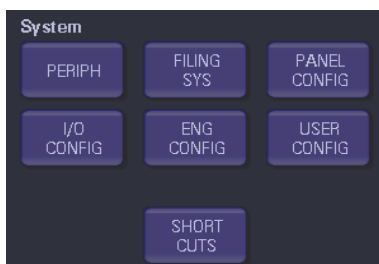 System
PERIPH
FILING
SYS
PANEL
CONFIG
I/O
CONFIG
ENG
CONFIG
USER
CONFIG
SHORT
CUTS